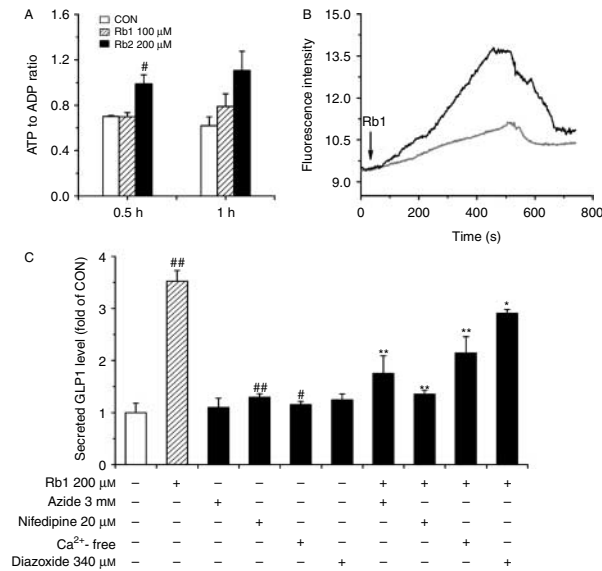 A
CON
Rb1 100 µM
Rb2 200 µM
ATP to ADP ratio
1.6
1.2
0.8
0.4
0.0
#
0.5 h
1 h
B
Fluorescence intensity
13.5
12.0
10.5
9.0
Rb1
0
200
400
600
800
Time (s)
C
Secreted GLP1 level (fold of CON)
4
3
2
1
0
##
##
#
**
**
**
*
Rb1 200 µM – + – – – – + + + +
Azide 3 mM – – + – – – + – – –
Nifedipine 20 µM – – – + – – – + – –
Ca2+- free – – – – + – – – + –
Diazoxide 340 µM – – – – – + – – – +